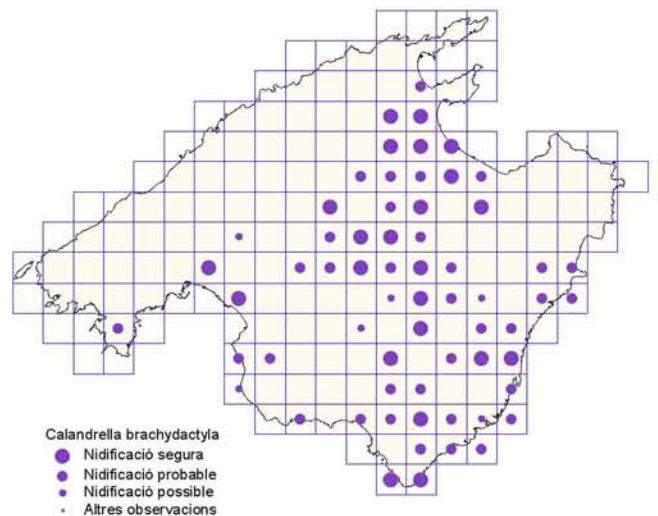 Calandrella brachydactyla
Nidificació segura
Nidificació probable
Nidificació possible
Altres observacions